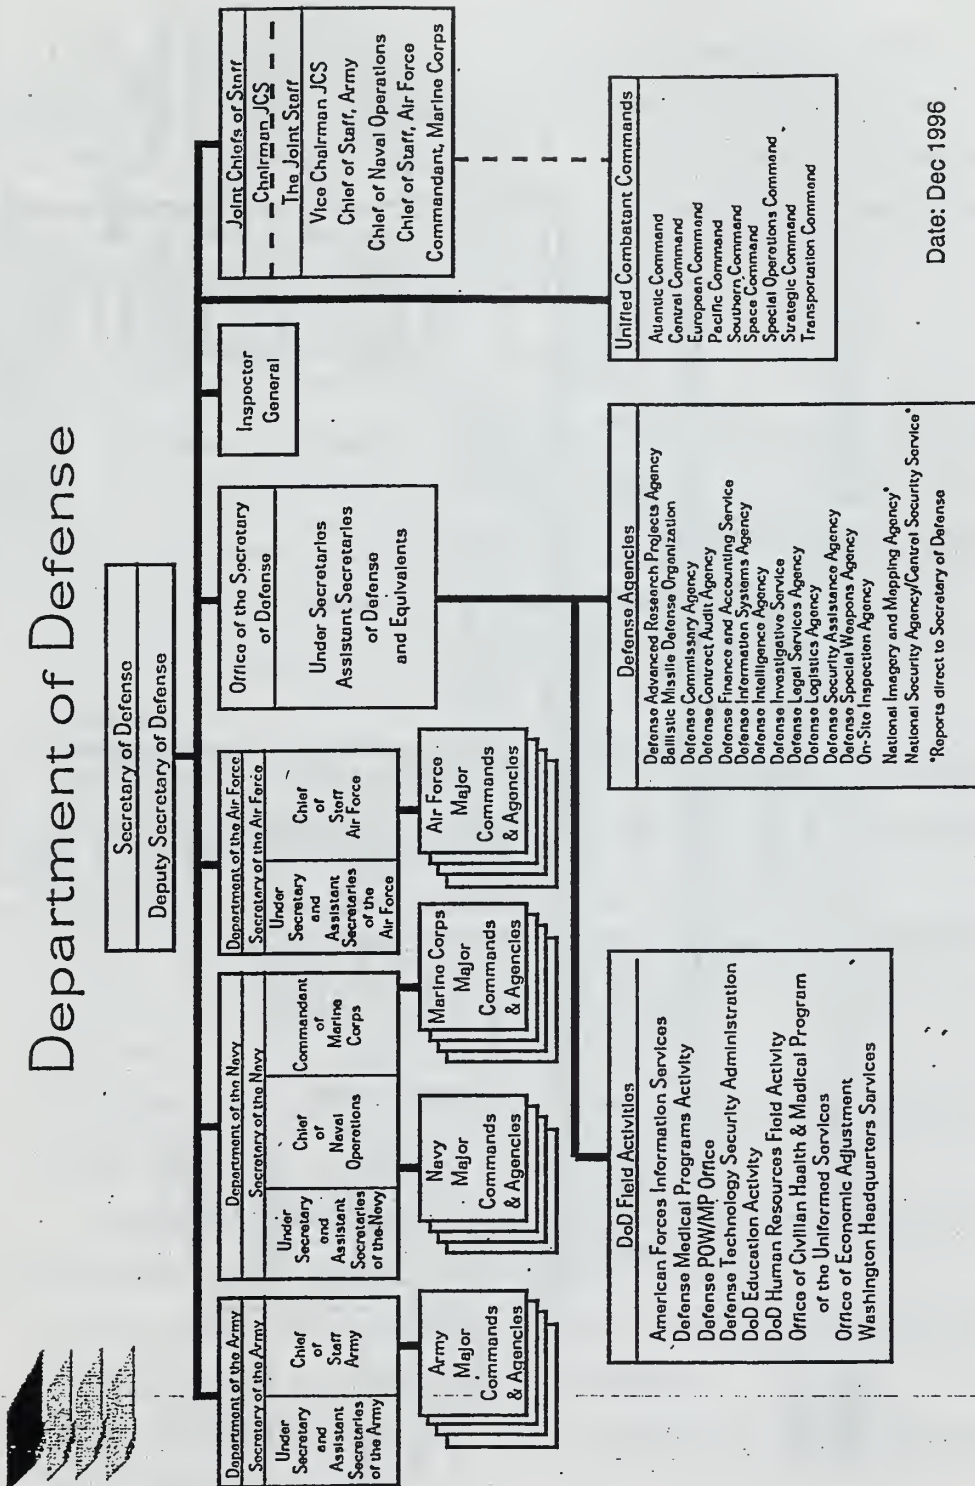 Department of Defense
Secretary of Defense
Deputy Secretary of Defense
Department of the Army
Secretary of the Army
Under
Secretary
and
Assistant
Secretaries
of the Army
Chief
of
Staff
Army
Army
Major
Commands
& Agencies
Department of the Navy
Secretary of the Navy
Under
Secretary
and
Assistant
Secretaries
of the Navy
Chief
of
Naval
Operations
Commandant
of
Marine
Corps
Navy
Major
Commands
& Agencies
Marine Corps
Major
Commands
& Agencies
Department of the Air Force
Secretary of the Air Force
Under
Secretary
and
Assistant
Secretaries
of the
Air Force
Chief
of
Staff
Air Force
Air Force
Major
Commands
& Agencies
Office of the Secretary
of Defense
Under Secretaries
Assistant Secretaries
of Defense
and Equivalents
Inspector
General
Joint Chiefs of Staff
Chairman JCS
The Joint Staff
Vice Chairman JCS
Chief of Staff, Army
Chief of Naval Operations
Chief of Staff, Air Force
Commandant, Marine Corps
DoD Field Activities
American Forces Information Services
Defense Medical Programs Activity
Defense POW/MP Office
Defense Technology Security Administration
DoD Education Activity
DoD Human Resources Field Activity
Office of Civilian Health & Medical Program
of the Uniformed Services
Office of Economic Adjustment
Washington Headquarters Services
Defense Agencies
Defense Advanced Research Projects Agency
Ballistic Missile Defense Organization
Defense Commissary Agency
Defense Contract Audit Agency
Defense Finance and Accounting Service
Defense Information Systems Agency
Defense Intelligence Agency
Defense Investigative Service
Defense Legal Services Agency
Defense Logistics Agency
Defense Security Assistance Agency
Defense Special Weapons Agency
On-Site Inspection Agency
National Imagery and Mapping Agency*
National Security Agency/Central Security Service*
*Reports direct to Secretary of Defense
Unified Combatant Commands
Atlantic Command
Central Command
European Command
Pacific Command
Southern Command
Space Command
Special Operations Command
Strategic Command
Transportation Command
Date: Dec 1996